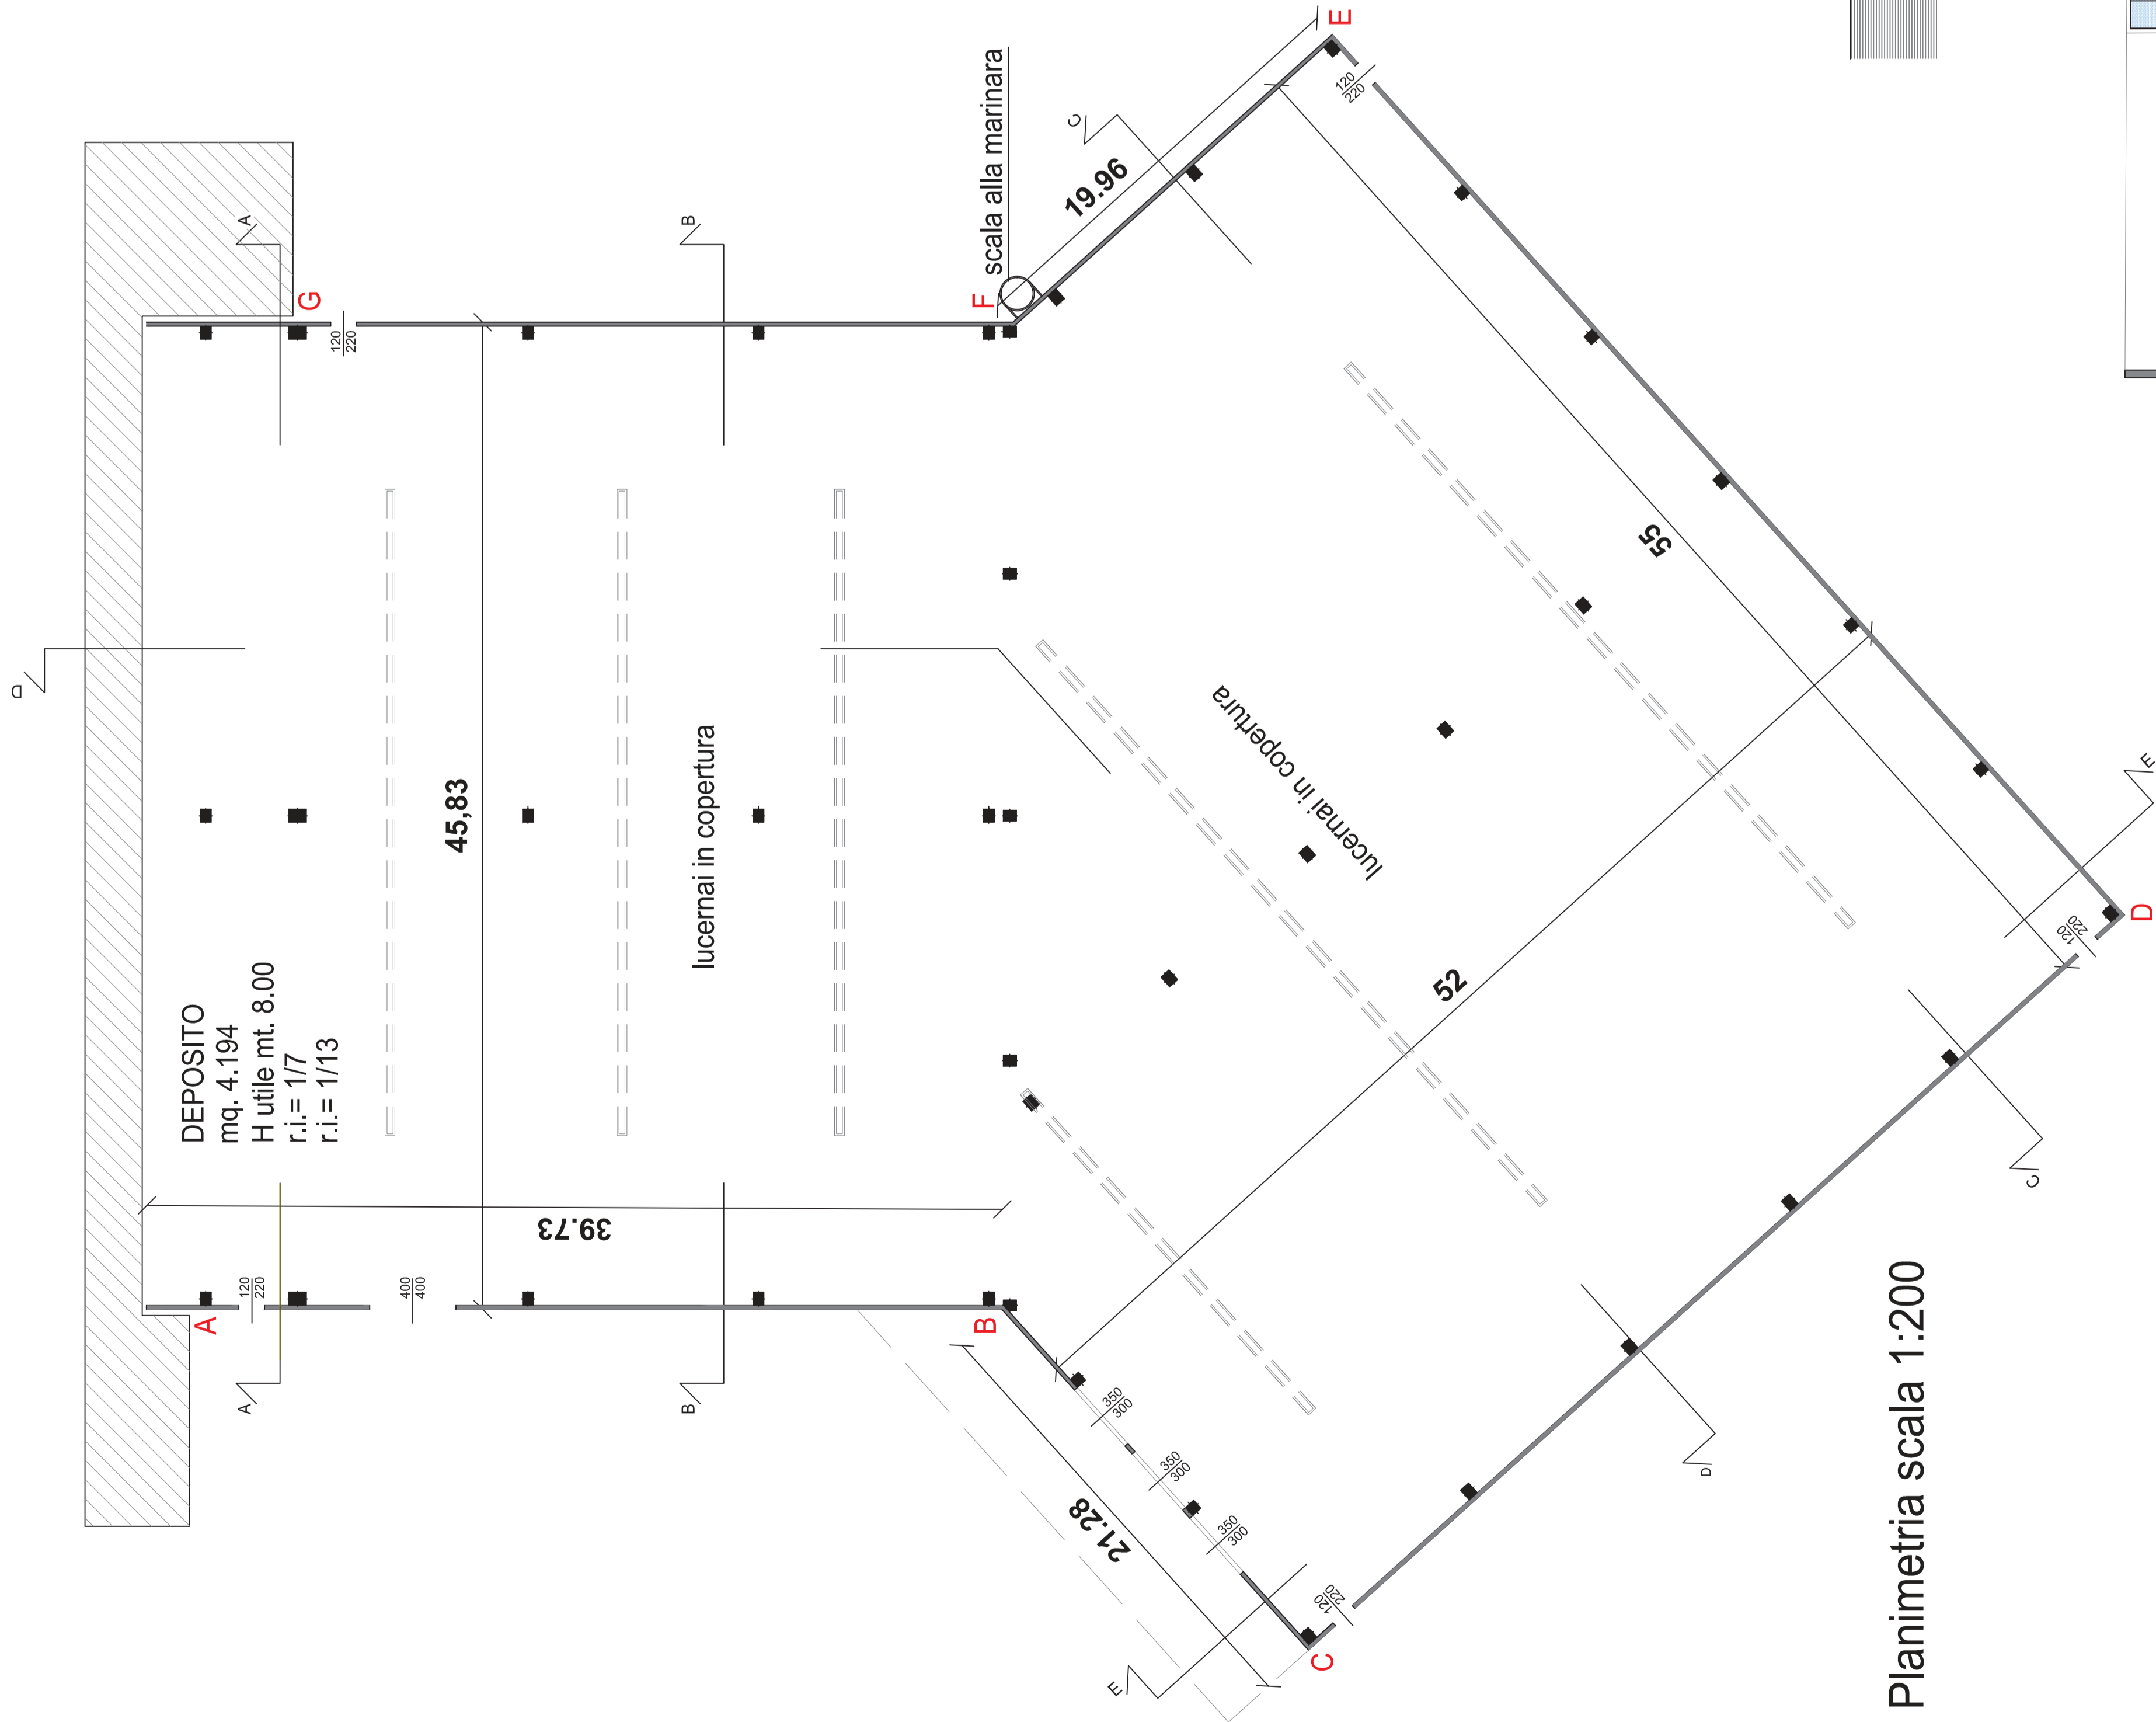 D
A
G
120
220
A
B
F
scala alla marinara
E
120
220
C
19.96
B
DEPOSITO
mq. 4.194
H utile mt. 8.00
r.i.= 1/7
r.i.= 1/13
45,83
lucernai in copertura
lucernai in copertura
55
52
39.73
A
120
220
400
400
A
B
B
350
300
350
300
350
300
21.28
C
120
220
E
D
C
120
220
D
E
Planimetria scala 1:200